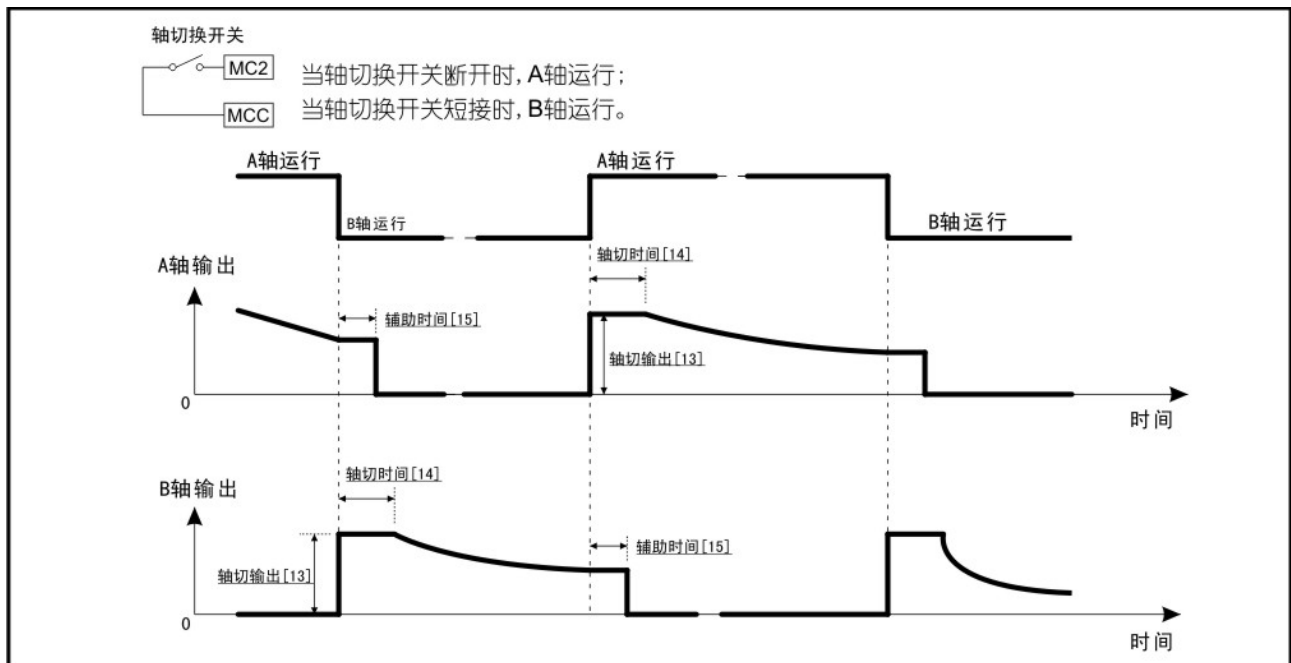 轴切换开关
MC2
当轴切换开关断开时, A轴运行;
MCC
当轴切换开关短接时, B轴运行。
A轴运行
A轴运行
B轴运行
B轴运行
轴切时间[14]
A轴输出
辅助时间[15]
轴切输出[13]
0
时间
轴切时间[14]
B轴输出
辅助时间[15]
轴切输出[13]
0
时间